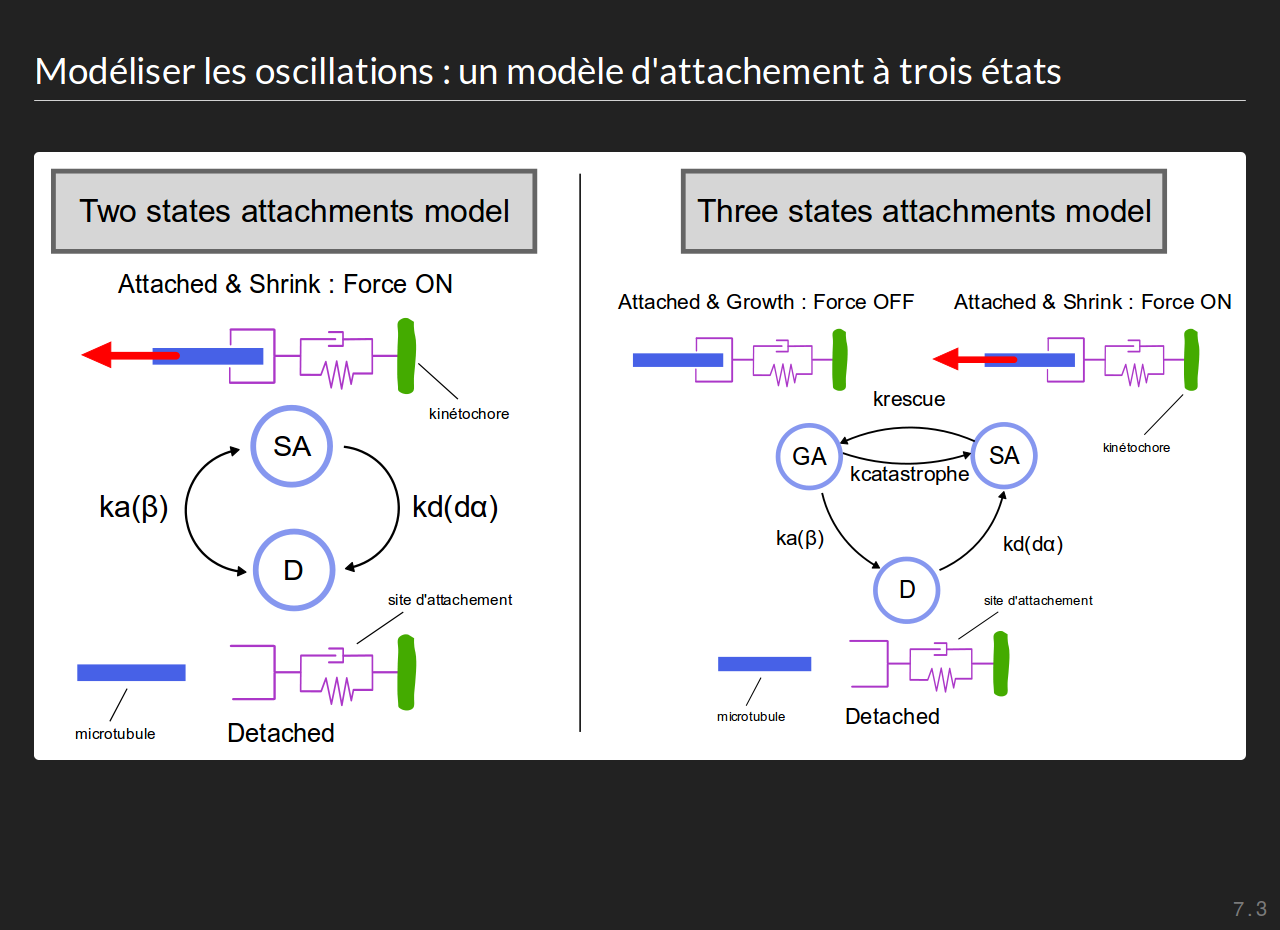 Modéliser les oscillations : un modèle d'attachement à trois états
Two states attachments model
Attached & Shrink : Force ON
kinétochore
SA
ka(β)
kd(dα)
D
site d'attachement
microtubule
Detached
Three states attachments model
Attached & Growth : Force OFF
Attached & Shrink : Force ON
krescue
kinétochore
GA
SA
kcatastrophe
ka(β)
kd(dα)
D
site d'attachement
microtubule
Detached
7.3